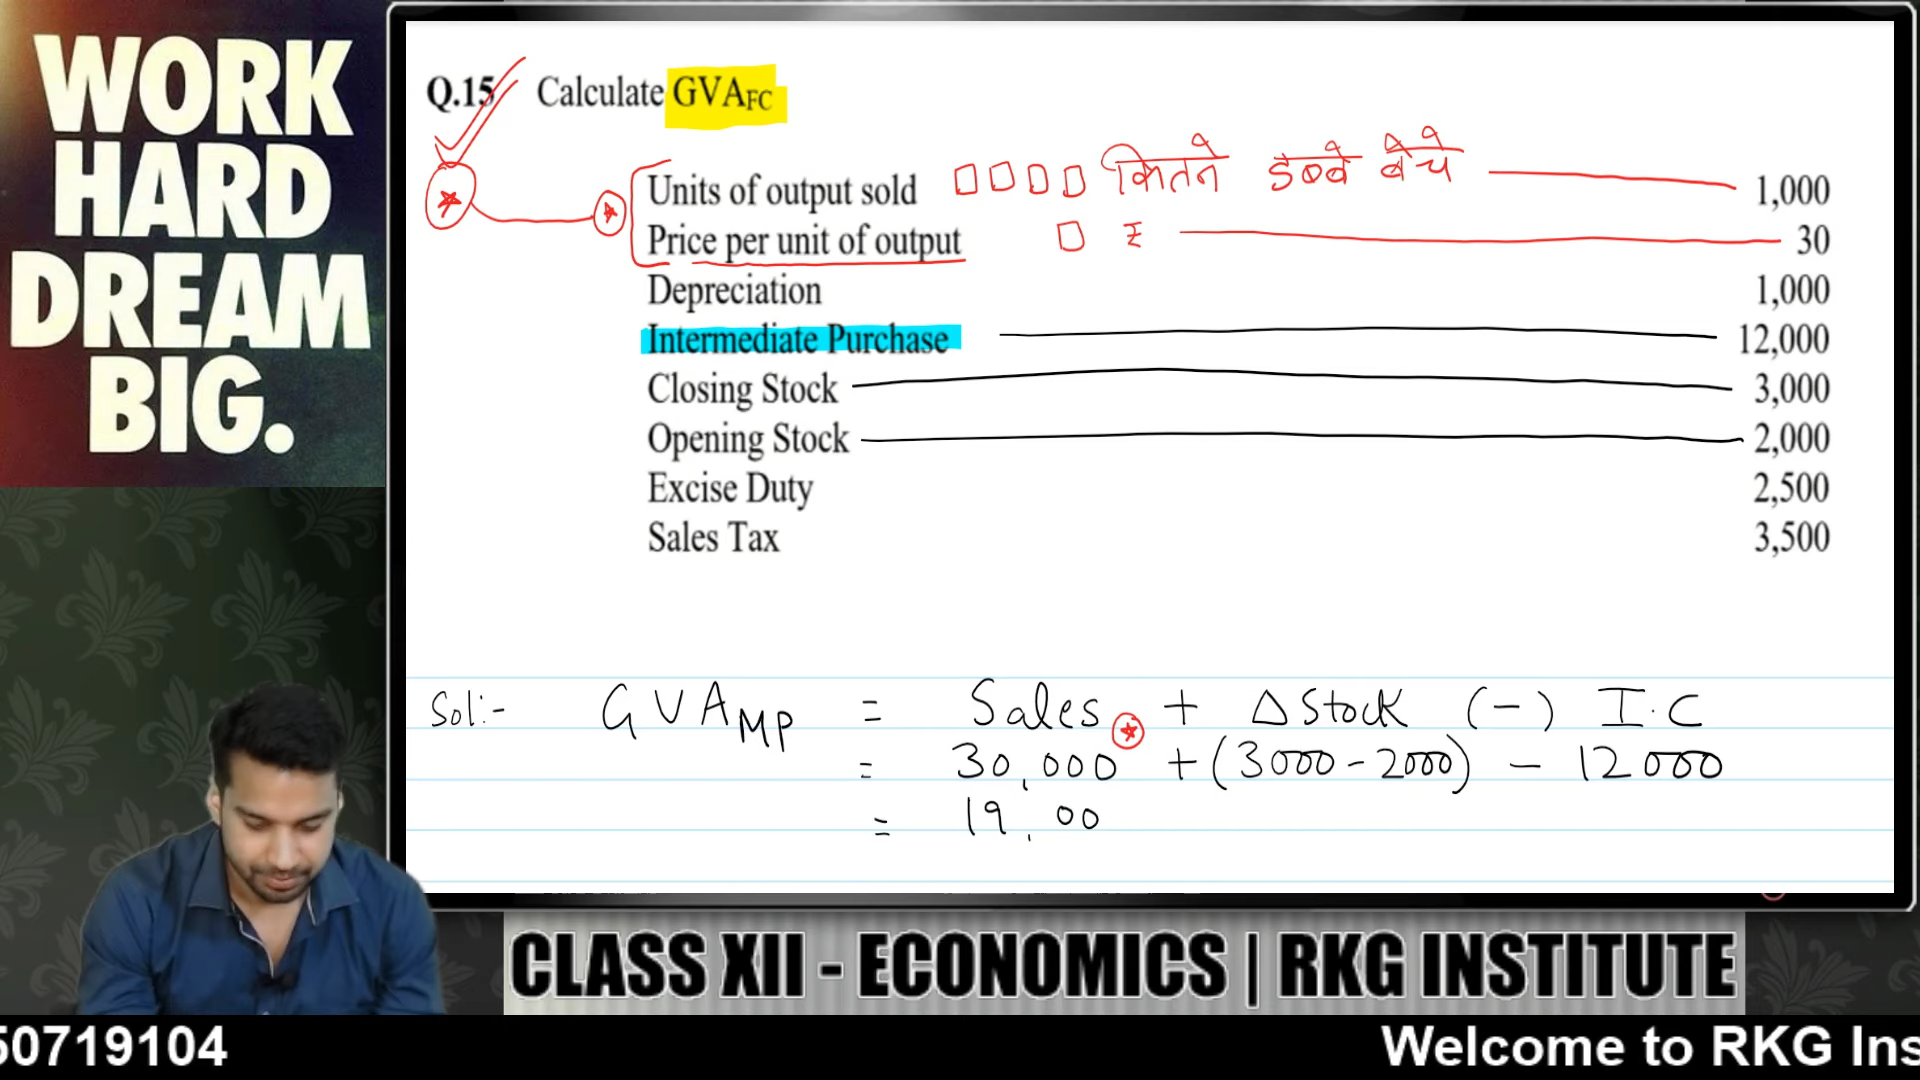 WORK
HARD
DREAM
BIG.
Q.15 Calculate GVAFC
Units of output sold कितने डब्बे बेचे 1,000
Price per unit of output ₹ 30
Depreciation 1,000
Intermediate Purchase 12,000
Closing Stock 3,000
Opening Stock 2,000
Excise Duty 2,500
Sales Tax 3,500
Sol:- GVAMP = Sales + Δ Stock (-) I.C
= 30,000 + (3000 - 2000) - 12000
= 19,00
CLASS XII - ECONOMICS | RKG INSTITUTE
50719104 Welcome to RKG Ins